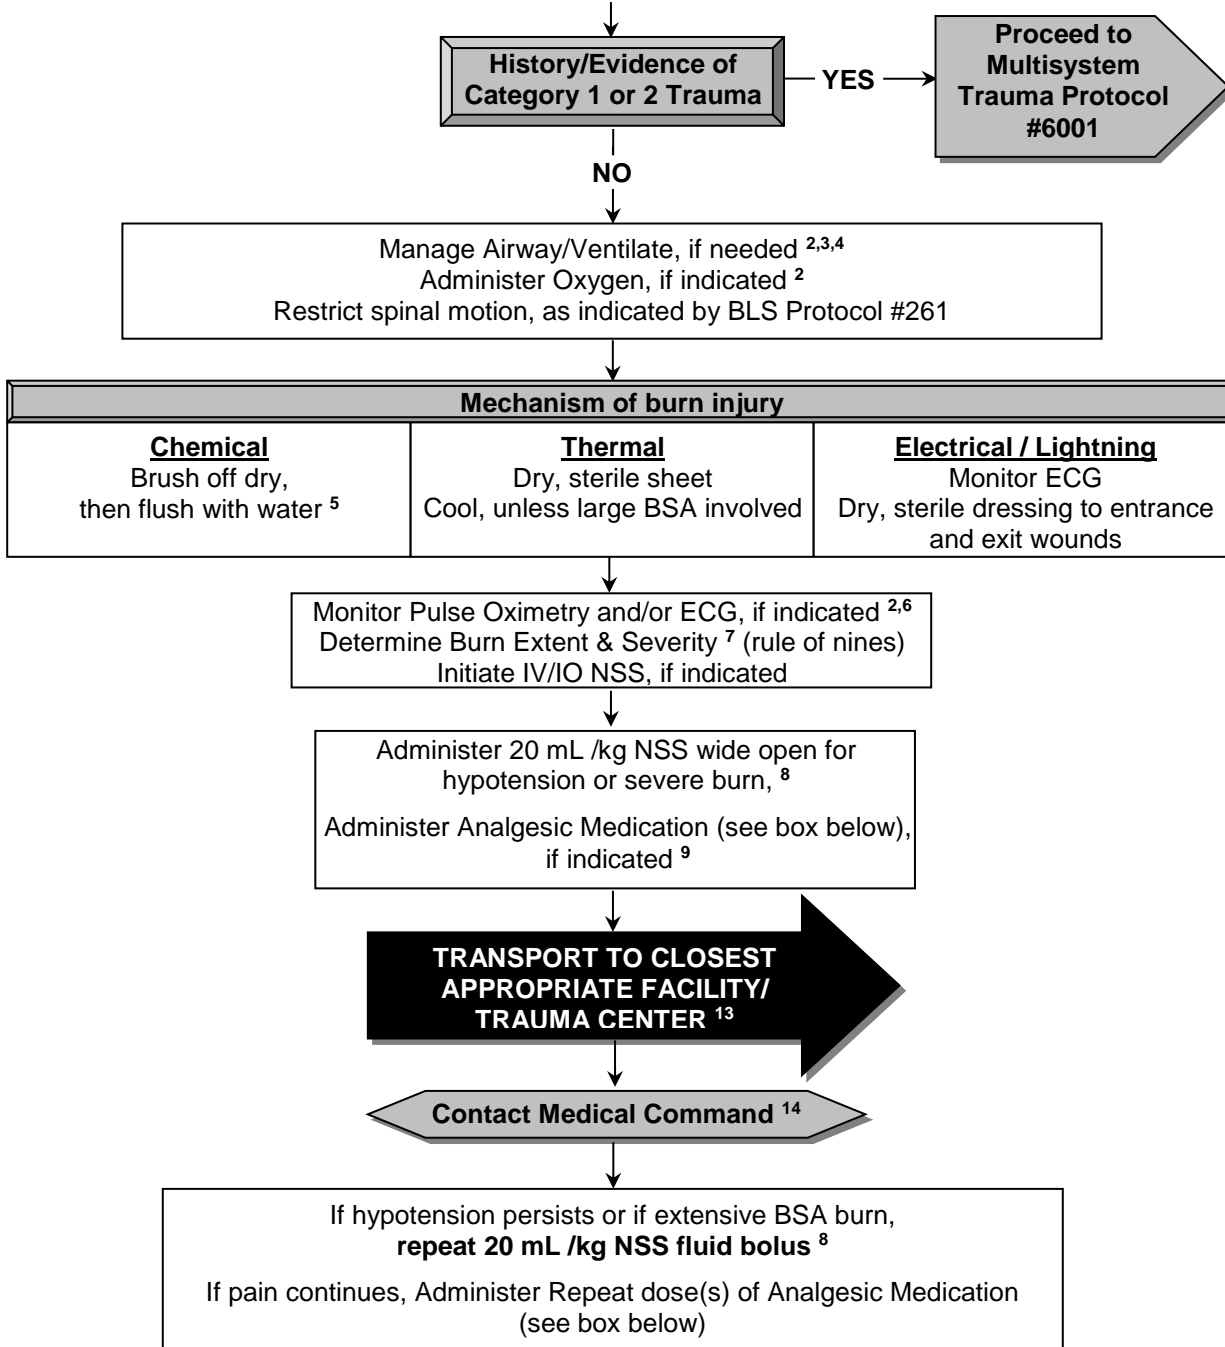 History/Evidence of
Category 1 or 2 Trauma
YES
Proceed to
Multisystem
Trauma Protocol
#6001
NO
Manage Airway/Ventilate, if needed 2,3,4
Administer Oxygen, if indicated 2
Restrict spinal motion, as indicated by BLS Protocol #261
Mechanism of burn injury
Chemical
Brush off dry,
then flush with water 5
Thermal
Dry, sterile sheet
Cool, unless large BSA involved
Electrical / Lightning
Monitor ECG
Dry, sterile dressing to entrance
and exit wounds
Monitor Pulse Oximetry and/or ECG, if indicated 2,6
Determine Burn Extent & Severity 7 (rule of nines)
Initiate IV/IO NSS, if indicated
Administer 20 mL /kg NSS wide open for
hypotension or severe burn, 8
Administer Analgesic Medication (see box below),
if indicated 9
TRANSPORT TO CLOSEST
APPROPRIATE FACILITY/
TRAUMA CENTER 13
Contact Medical Command 14
If hypotension persists or if extensive BSA burn,
repeat 20 mL /kg NSS fluid bolus 8
If pain continues, Administer Repeat dose(s) of Analgesic Medication
(see box below)